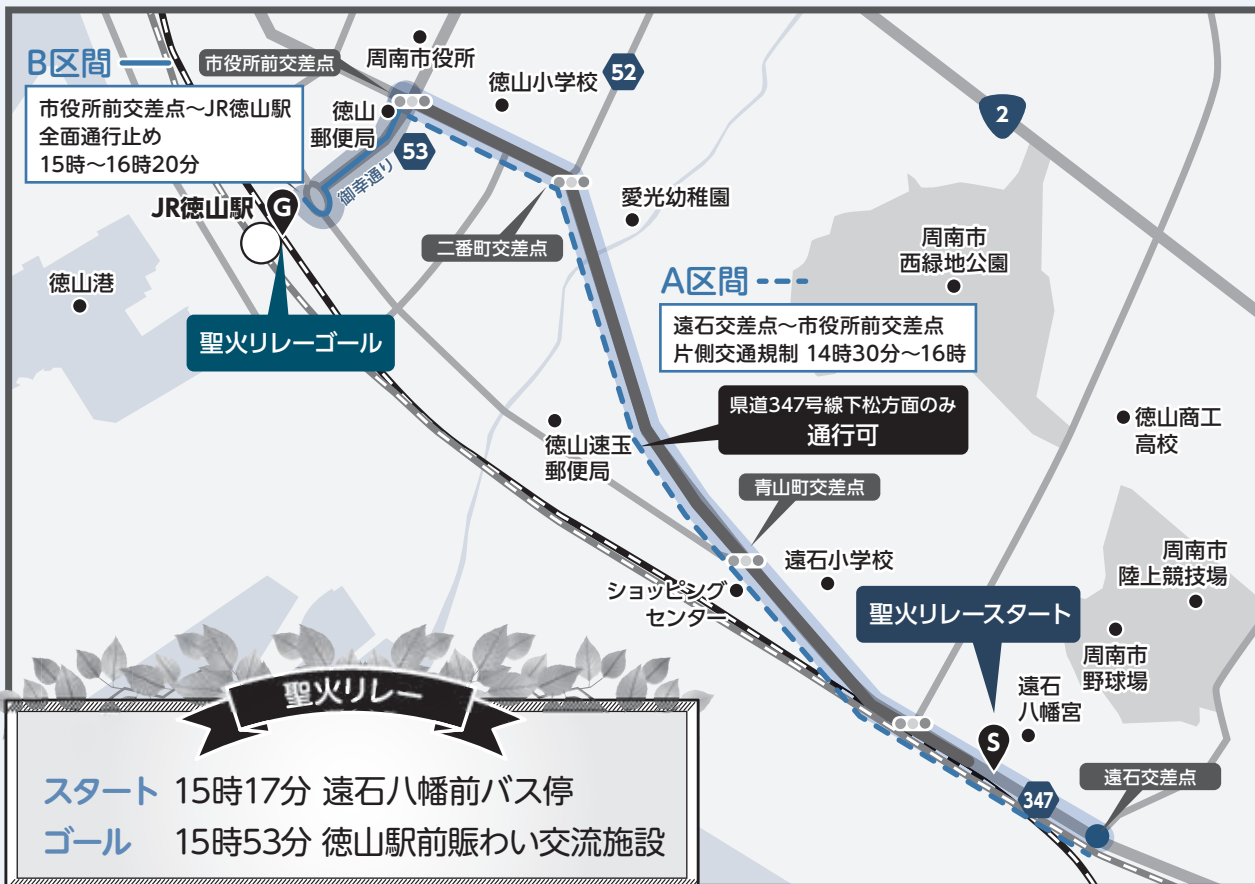 B区間
市役所前交差点～JR徳山駅
全面通行止め
15時～16時20分
市役所前交差点
周南市役所
徳山小学校
52
2
徳山
郵便局
53
御幸通り
JR徳山駅
G
二番町交差点
愛光幼稚園
周南市
西緑地公園
徳山港
聖火リレーゴール
A区間
遠石交差点～市役所前交差点
片側交通規制 14時30分～16時
県道347号線下松方面のみ
通行可
徳山速玉
郵便局
徳山商工
高校
青山町交差点
遠石小学校
ショッピング
センター
周南市
陸上競技場
聖火リレースタート
周南市
野球場
遠石
八幡宮
S
347
遠石交差点
聖火リレー
スタート 15時17分 遠石八幡前バス停
ゴール 15時53分 徳山駅前賑わい交流施設